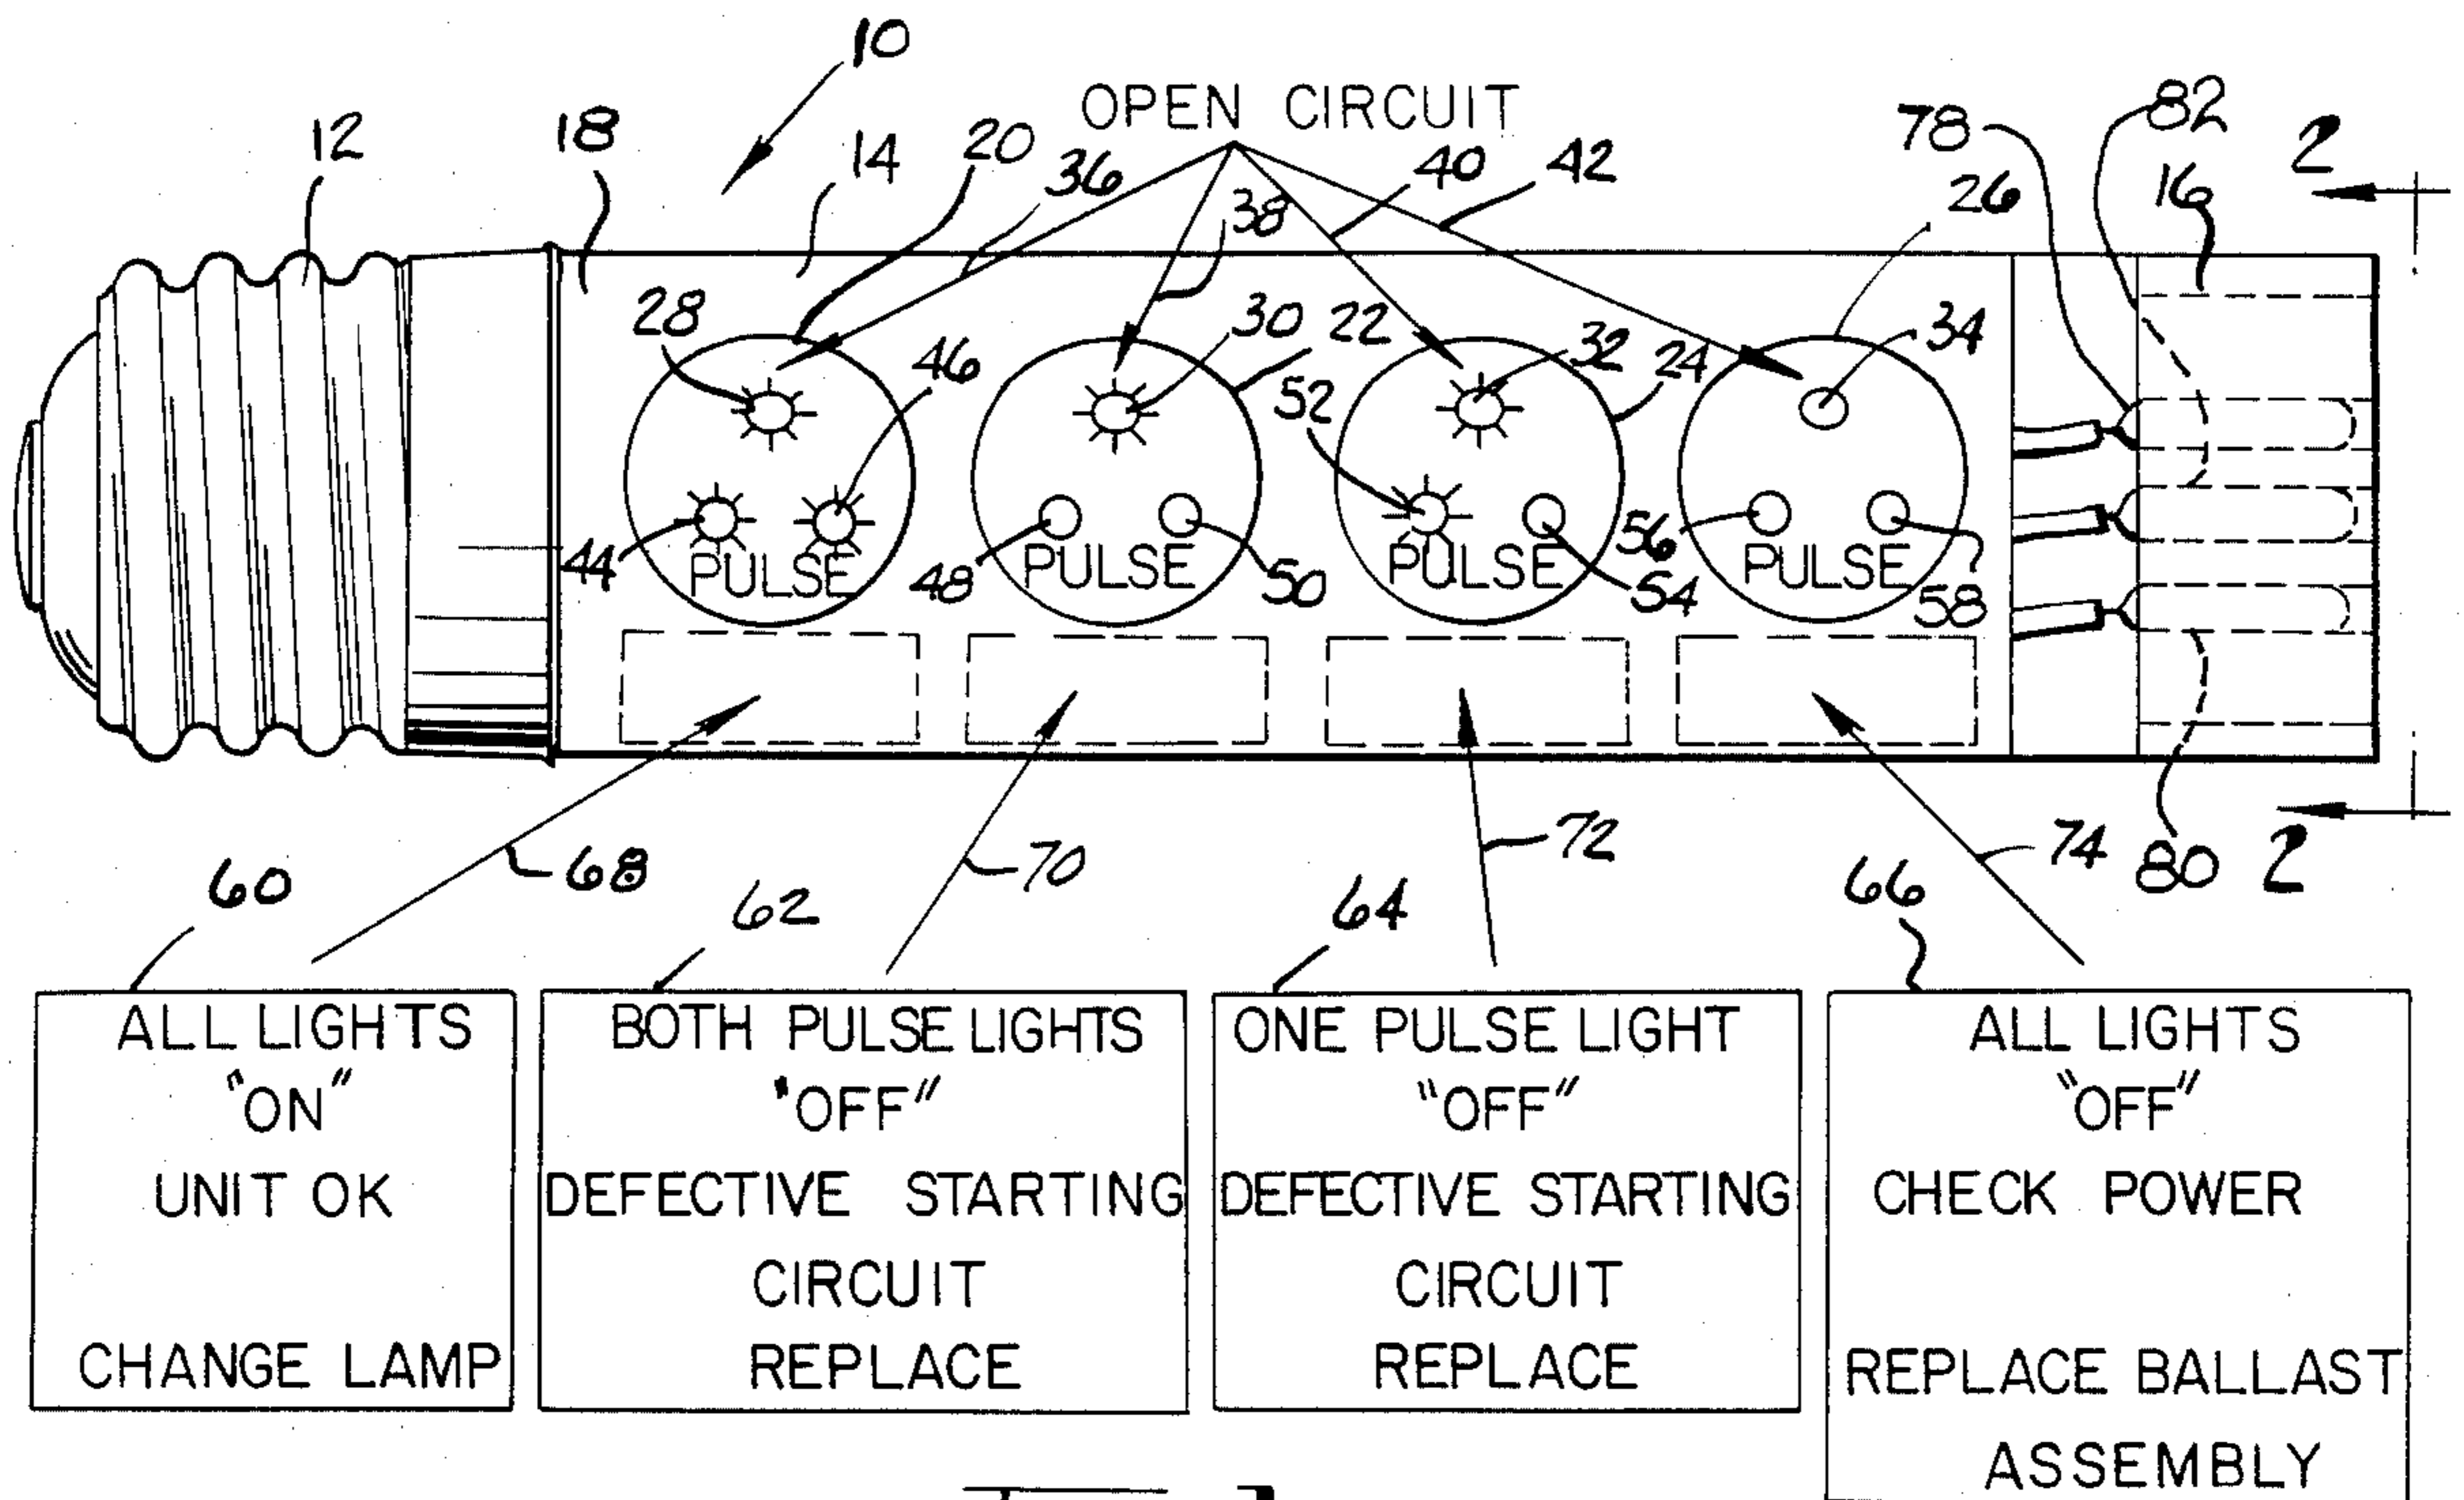 10
OPEN CIRCUIT
12
18
14
20
36
38
40
42
78
82
2
16
26
28
46
30
22
52
32
24
34
44
PULSE
48
PULSE
50
PULSE
54
56
PULSE
58
60
68
62
70
64
72
66
74
80
2
ALL LIGHTS
"ON"
UNIT OK
CHANGE LAMP
BOTH PULSE LIGHTS
"OFF"
DEFECTIVE STARTING
CIRCUIT
REPLACE
ONE PULSE LIGHT
"OFF"
DEFECTIVE STARTING
CIRCUIT
REPLACE
ALL LIGHTS
"OFF"
CHECK POWER
REPLACE BALLAST
ASSEMBLY